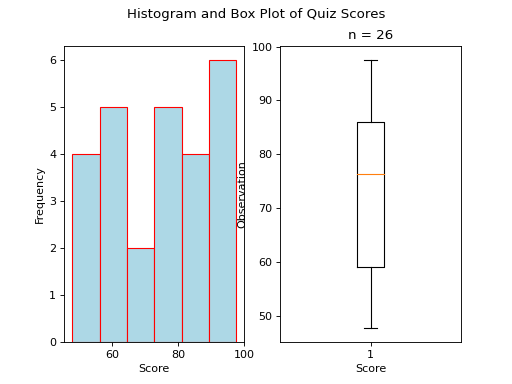 Histogram and Box Plot of Quiz Scores
n = 26
Frequency
6
5
4
3
2
1
0
60 80 100
Score
Observation
100
90
80
70
60
50
1
Score